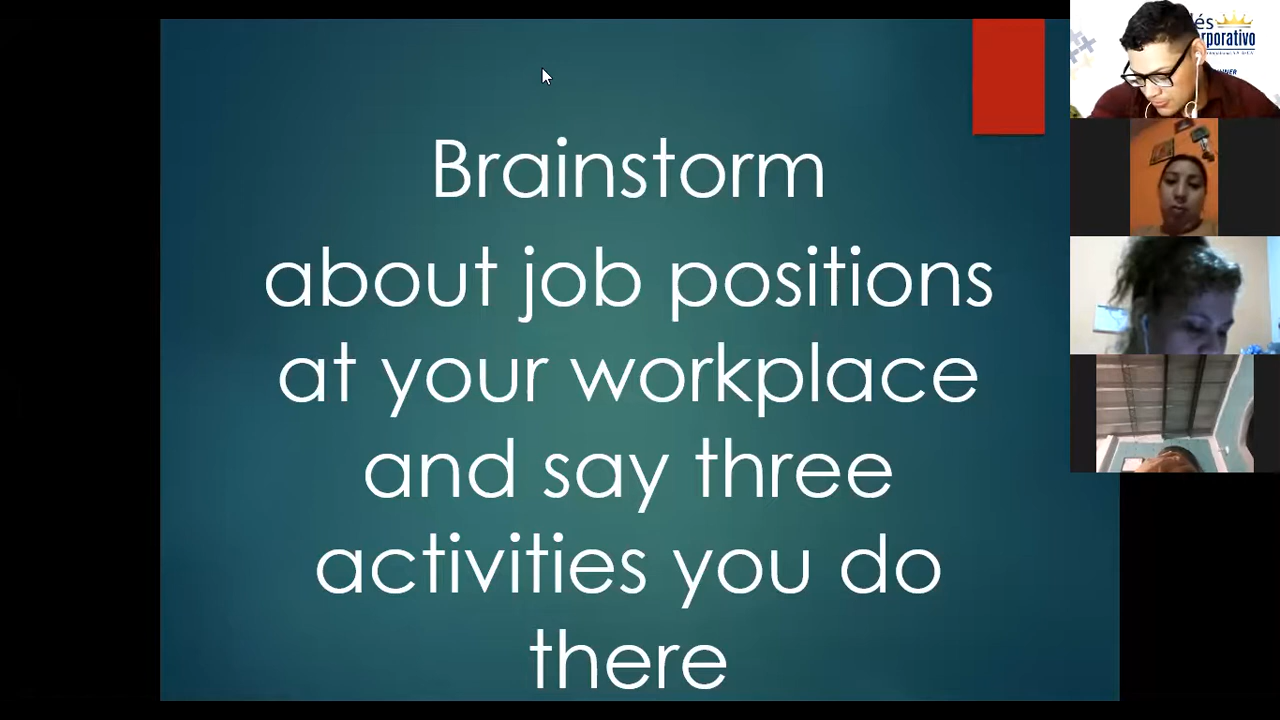 Brainstorm
about job positions
at your workplace
and say three
activities you do
there